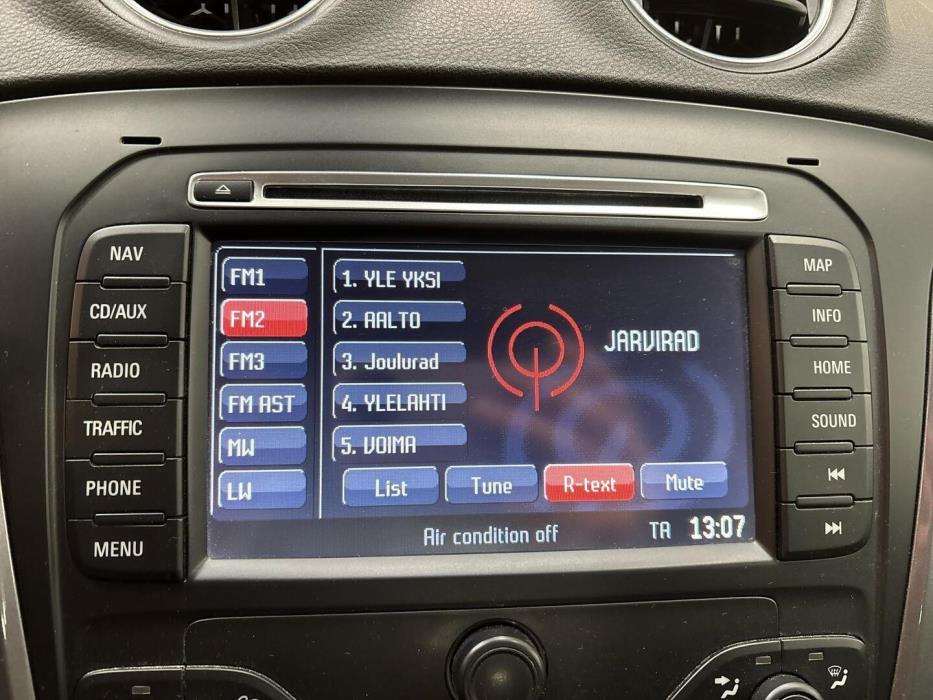 NAV
CD/AUX
RADIO
TRAFFIC
PHONE
MENU
FM1
FM2
FM3
FM AST
MW
LW
1. YLE YKSI
2. AALTO
3. Joulurad
4. YLELAHTI
5. VOIMA
JARVIRAD
List Tune R-text Mute
Air condition off TA 13:07
MAP
INFO
HOME
SOUND